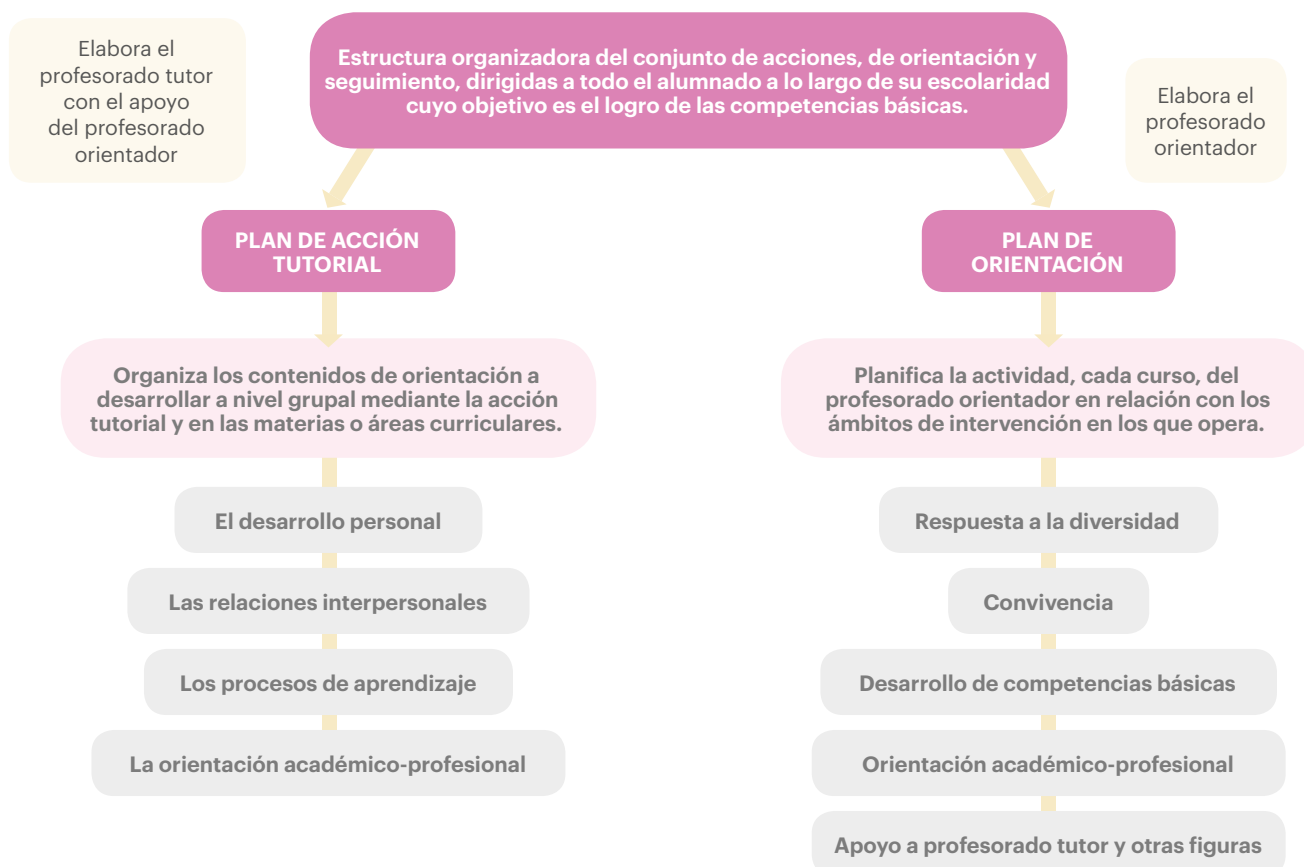 Elabora el
profesorado tutor
con el apoyo
del profesorado
orientador
Estructura organizadora del conjunto de acciones, de orientación y
seguimiento, dirigidas a todo el alumnado a lo largo de su escolaridad
cuyo objetivo es el logro de las competencias básicas.
Elabora el
profesorado
orientador
PLAN DE ACCIÓN
TUTORIAL
Organiza los contenidos de orientación a
desarrollar a nivel grupal mediante la acción
tutorial y en las materias o áreas curriculares.
El desarrollo personal
Las relaciones interpersonales
Los procesos de aprendizaje
La orientación académico-profesional
PLAN DE
ORIENTACIÓN
Planifica la actividad, cada curso, del
profesorado orientador en relación con los
ámbitos de intervención en los que opera.
Respuesta a la diversidad
Convivencia
Desarrollo de competencias básicas
Orientación académico-profesional
Apoyo a profesorado tutor y otras figuras